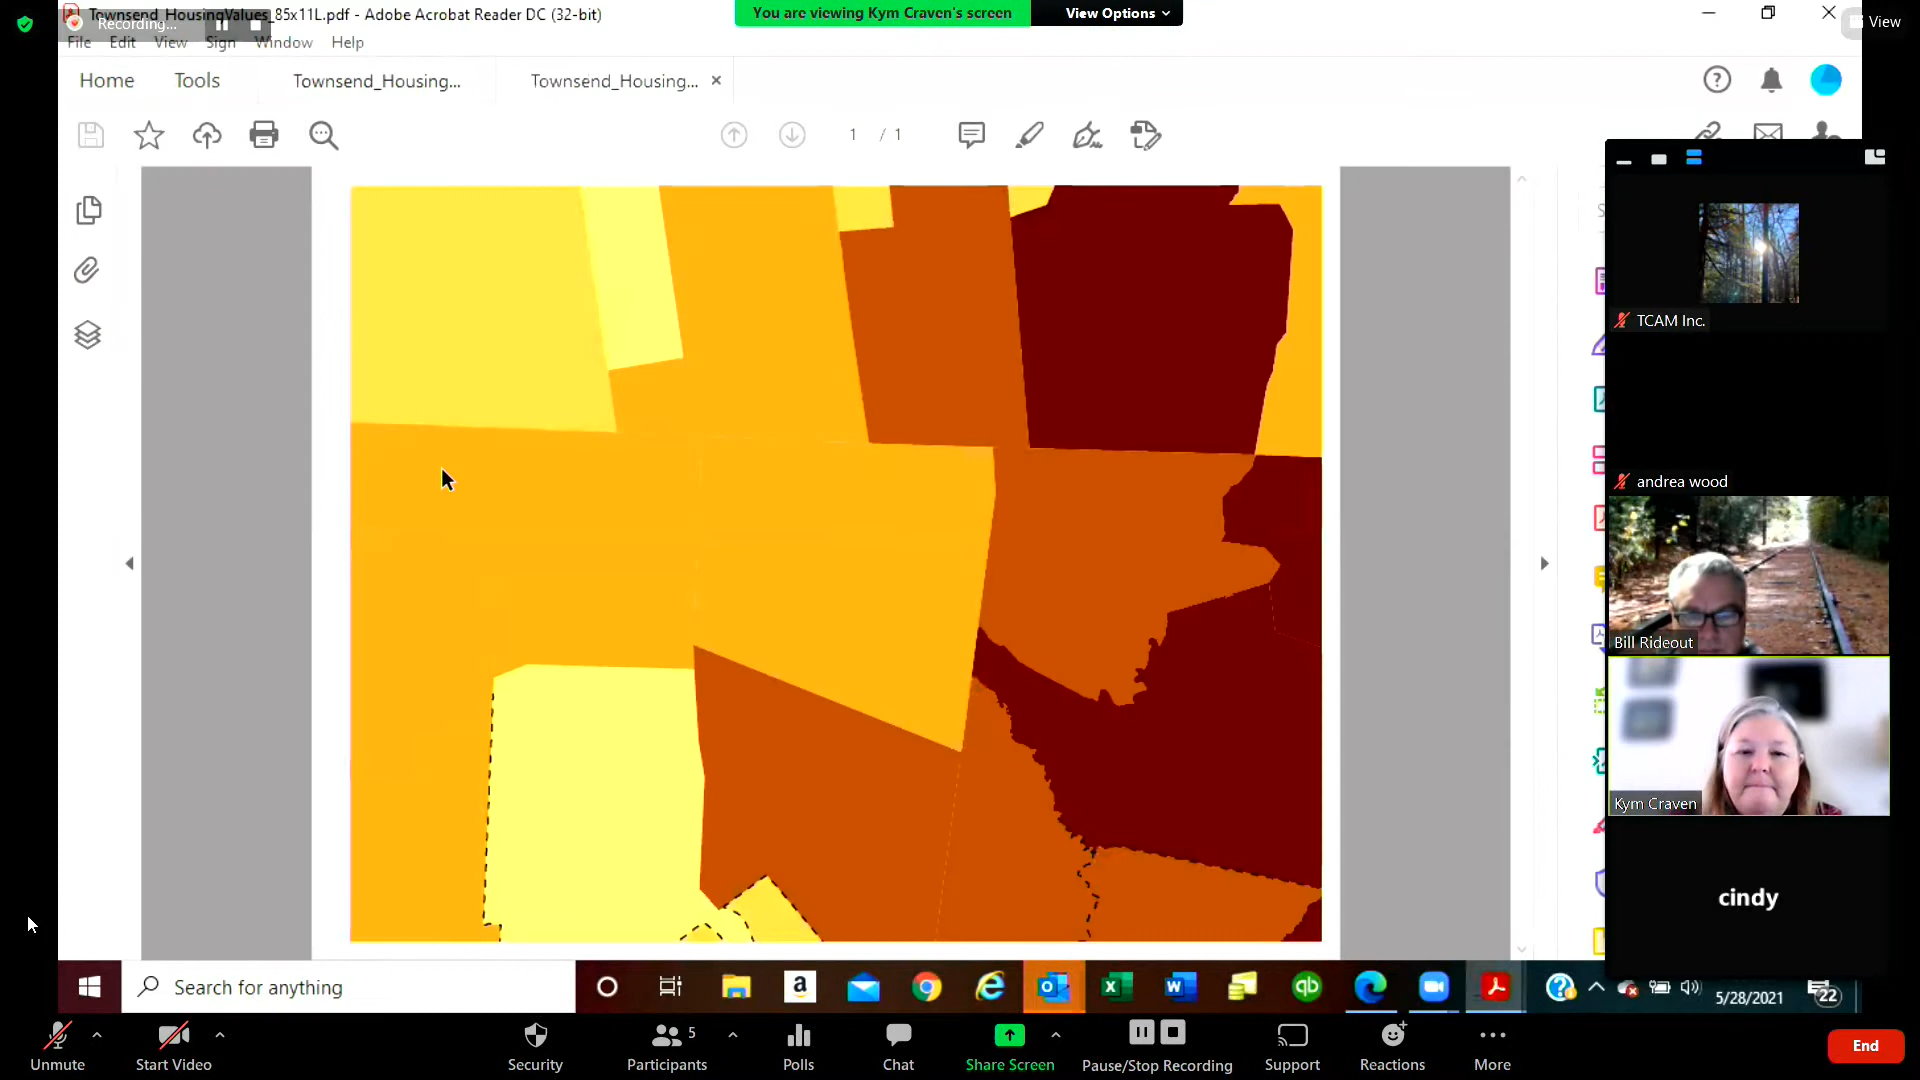 Townsend_HousingValues_85x11L.pdf - Adobe Acrobat Reader DC (32-bit)
Recording...
You are viewing Kym Craven's screen
View Options
View
File Edit View Sign Window Help
Home Tools Townsend_Housing... Townsend_Housing... ×
1 / 1
TCAM Inc.
andrea wood
Bill Rideout
Kym Craven
cindy
Search for anything
5/28/2021
22
Unmute
Start Video
Security
5
Participants
Polls
Chat
Share Screen
Pause/Stop Recording
Support
Reactions
More
End